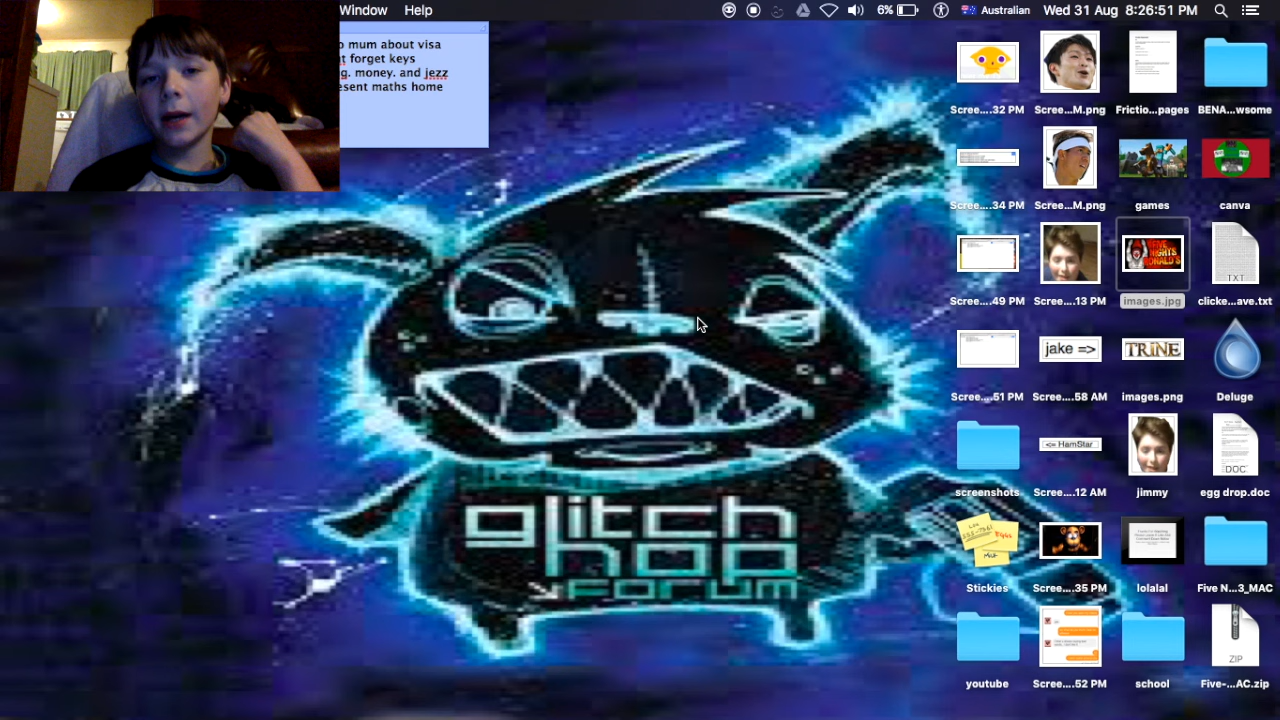 Window Help 6% Australian Wed 31 Aug 8:26:51 PM
o mum about visa
t forget keys
g. money. and jezz
esent maths home
Scree....32 PM Scree...M.png Frictio...pages BENA...wsome
Scree....34 PM Scree...M.png games canva
Scree....49 PM Scree....13 PM images.jpg clicke...ave.txt
TXT
jake =>
TRINE
Scree....51 PM Scree....58 AM images.png Deluge
<= HamStar
DOC
screenshots Scree....12 AM jimmy egg drop.doc
Stickies Scree....35 PM lolalal Five N...3_MAC
ZIP
youtube Scree....52 PM school Five-...AC.zip
glitch
hop
forum